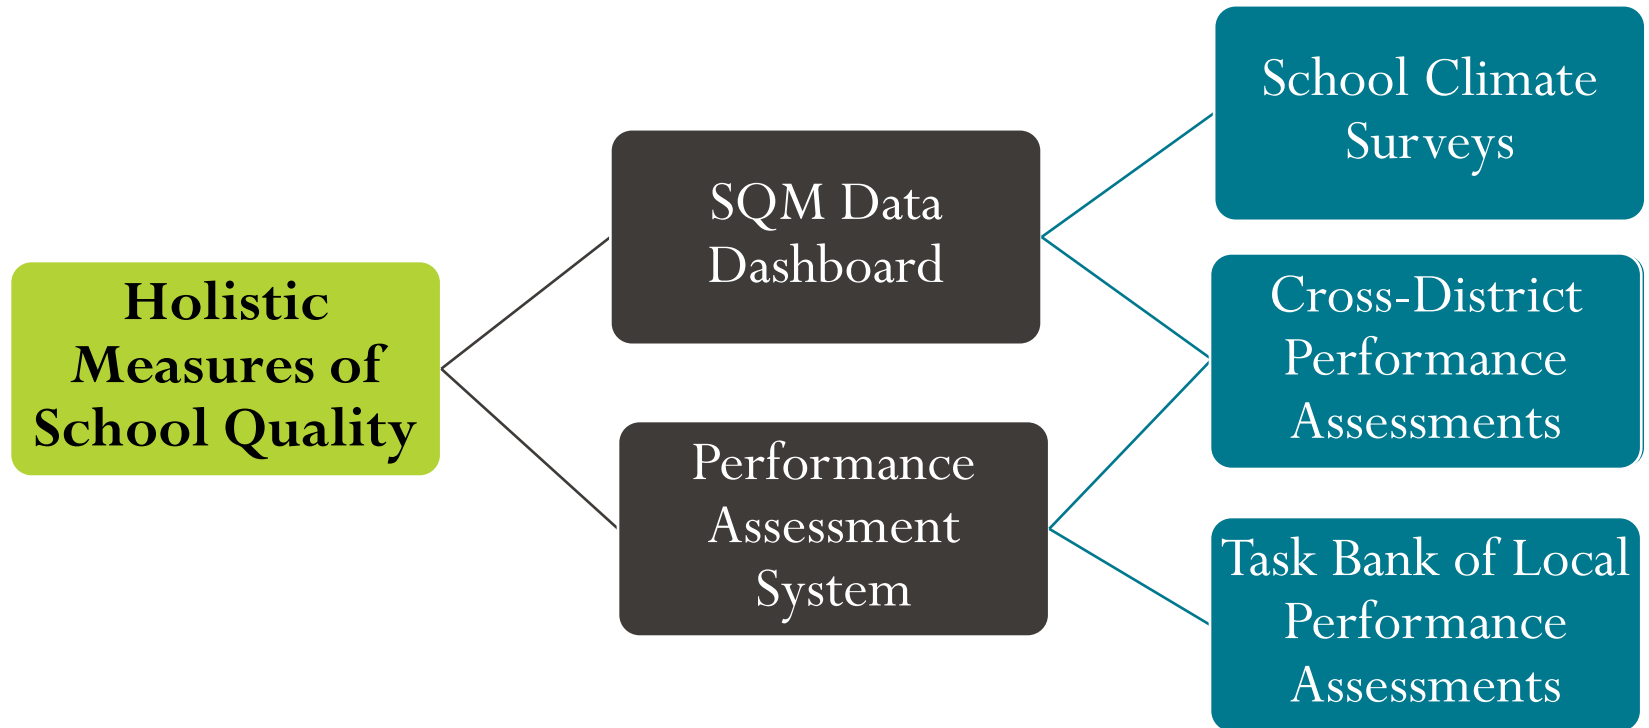 Holistic
Measures of
School Quality
SQM Data
Dashboard
Performance
Assessment
System
School Climate
Surveys
Cross-District
Performance
Assessments
Task Bank of Local
Performance
Assessments